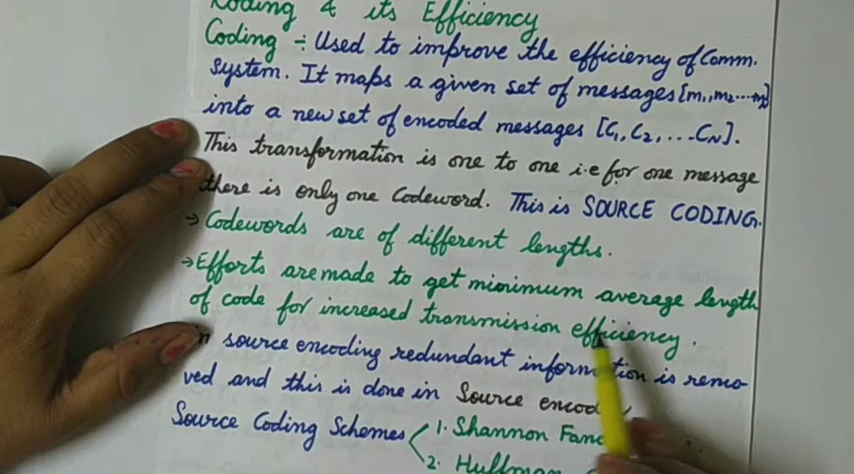 Coding & its Efficiency
Coding ÷ Used to improve the efficiency of Comm.
System. It maps a given set of messages [m1, m2....
into a new set of encoded messages [C1, C2, ... CN].
This transformation is one to one i.e for one message
there is only one Codeword. This is SOURCE CODING.
→ Codewords are of different lengths.
→ Efforts are made to get minimum average length
of code for increased transmission efficiency.
source encoding redundant information is remo
ved and this is done in Source encod
Source Coding Schemes 1. Shannon Fan
2. Huffman